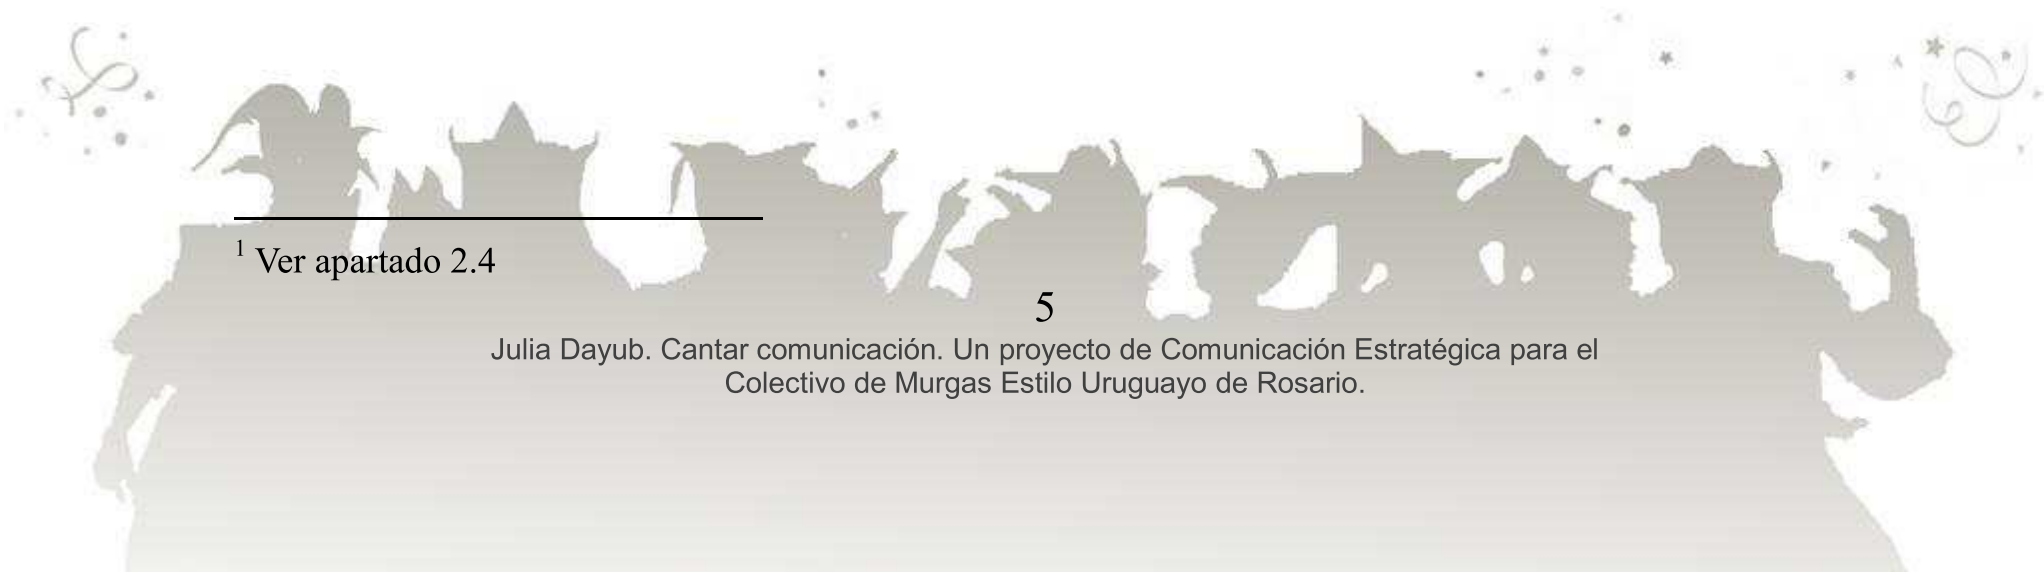 1 Ver apartado 2.4
5
Julia Dayub. Cantar comunicación. Un proyecto de Comunicación Estratégica para el
Colectivo de Murgas Estilo Uruguayo de Rosario.